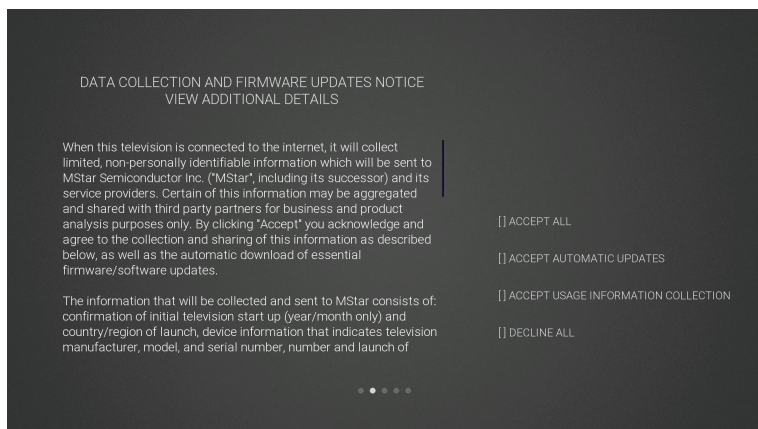 DATA COLLECTION AND FIRMWARE UPDATES NOTICE
VIEW ADDITIONAL DETAILS
When this television is connected to the internet, it will collect
limited, non-personally identifiable information which will be sent to
MStar Semiconductor Inc. ("MStar", including its successor) and its
service providers. Certain of this information may be aggregated
and shared with third party partners for business and product
analysis purposes only. By clicking "Accept" you acknowledge and
agree to the collection and sharing of this information as described
below, as well as the automatic download of essential
firmware/software updates.
The information that will be collected and sent to MStar consists of:
confirmation of initial television start up (year/month only) and
country/region of launch, device information that indicates television
manufacturer, model, and serial number, number and launch of
[] ACCEPT ALL
[] ACCEPT AUTOMATIC UPDATES
[] ACCEPT USAGE INFORMATION COLLECTION
[] DECLINE ALL